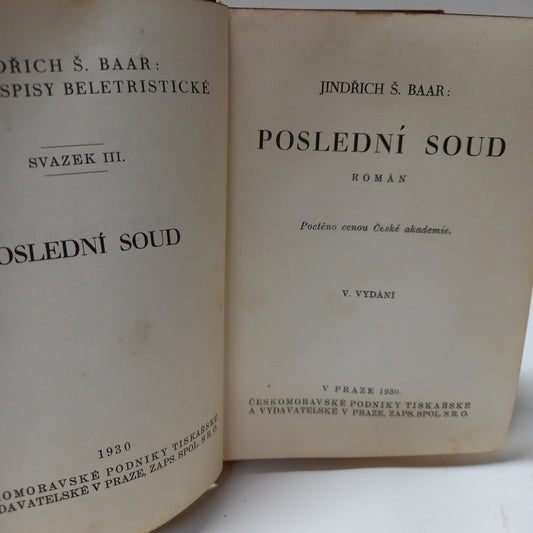 DŘICH Š. BAAR:
SPISY BELETRISTICKÉ
SVAZEK III.
OSLEDNÍ SOUD
1930
KOMORAVSKÉ PODNIKY TISKAŘSKÉ
DAVATELSKÉ V PRAZE, ZAPS. SPOL. S R. O.
JINDŘICH Š. BAAR:
POSLEDNÍ SOUD
ROMÁN
Poctěno cenou České akademie.
V. VYDÁNÍ
V PRAZE 1930.
ČESKOMORAVSKÉ PODNIKY TISKAŘSKÉ
A VYDAVATELSKÉ V PRAZE, ZAPS. SPOL. S R. O.